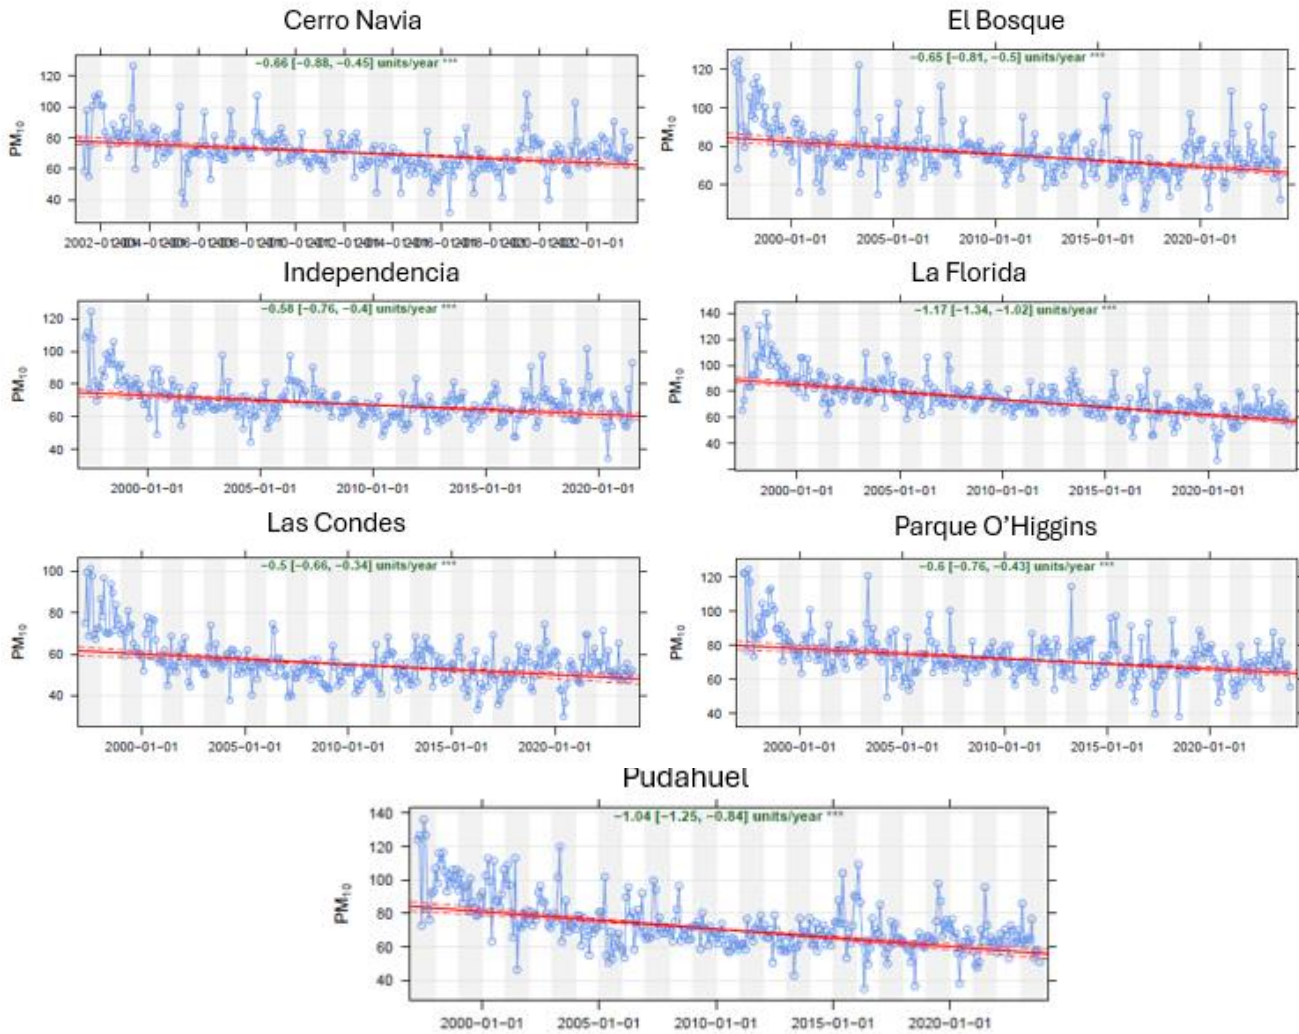 Cerro Navia
−0.66 [−0.88, −0.45] units/year ***
PM10
120
100
80
60
40
El Bosque
−0.65 [−0.81, −0.5] units/year ***
PM10
120
100
80
60
2000−01−01 2005−01−01 2010−01−01 2015−01−01 2020−01−01
Independencia
−0.58 [−0.76, −0.4] units/year ***
PM10
120
100
80
60
40
2000−01−01 2005−01−01 2010−01−01 2015−01−01 2020−01−01
La Florida
−1.17 [−1.34, −1.02] units/year ***
PM10
140
120
100
80
60
40
2000−01−01 2005−01−01 2010−01−01 2015−01−01 2020−01−01
Las Condes
−0.5 [−0.66, −0.34] units/year ***
PM10
100
80
60
40
2000−01−01 2005−01−01 2010−01−01 2015−01−01 2020−01−01
Parque O’Higgins
−0.6 [−0.76, −0.43] units/year ***
PM10
120
100
80
60
40
2000−01−01 2005−01−01 2010−01−01 2015−01−01 2020−01−01
Pudahuel
−1.04 [−1.25, −0.84] units/year ***
PM10
140
120
100
80
60
40
2000−01−01 2005−01−01 2010−01−01 2015−01−01 2020−01−01